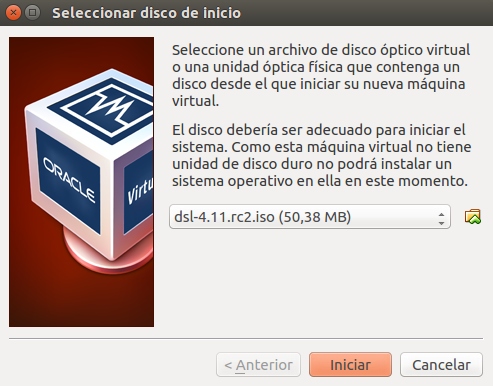 Seleccionar disco de inicio
Seleccione un archivo de disco óptico virtual
o una unidad óptica física que contenga un
disco desde el que iniciar su nueva máquina
virtual.
El disco debería ser adecuado para iniciar el
sistema. Como esta máquina virtual no tiene
unidad de disco duro no podrá instalar un
sistema operativo en ella en este momento.
ORACLE
Virtu
dsl-4.11.rc2.iso (50,38 MB)
< Anterior
Iniciar
Cancelar